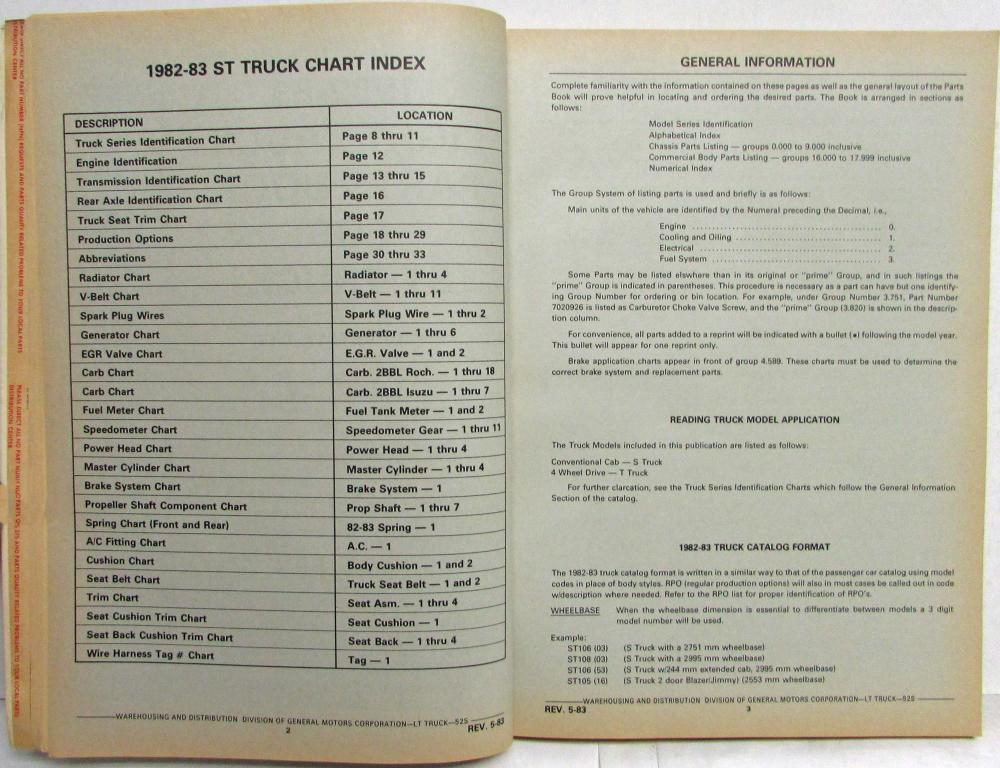 1982-83 ST TRUCK CHART INDEX
DESCRIPTION LOCATION
Truck Series Identification Chart Page 8 thru 11
Engine Identification Page 12
Transmission Identification Chart Page 13 thru 15
Rear Axle Identification Chart Page 16
Truck Seat Trim Chart Page 17
Production Options Page 18 thru 29
Abbreviations Page 30 thru 33
Radiator Chart Radiator — 1 thru 4
V-Belt Chart V-Belt — 1 thru 11
Spark Plug Wires Spark Plug Wire — 1 thru 2
Generator Chart Generator — 1 thru 6
EGR Valve Chart E.G.R. Valve — 1 and 2
Carb Chart Carb. 2BBL Roch. — 1 thru 18
Carb Chart Carb. 2BBL Isuzu — 1 thru 7
Fuel Meter Chart Fuel Tank Meter — 1 and 2
Speedometer Chart Speedometer Gear — 1 thru 11
Power Head Chart Power Head — 1 thru 4
Master Cylinder Chart Master Cylinder — 1 thru 4
Brake System Chart Brake System — 1
Propeller Shaft Component Chart Prop Shaft — 1 thru 7
Spring Chart (Front and Rear) 82-83 Spring — 1
A/C Fitting Chart A.C. — 1
Cushion Chart Body Cushion — 1 and 2
Seat Belt Chart Truck Seat Belt — 1 and 2
Trim Chart Seat Asm. — 1 thru 4
Seat Cushion Trim Chart Seat Cushion — 1
Seat Back Cushion Trim Chart Seat Back — 1 thru 4
Wire Harness Tag # Chart Tag — 1
WAREHOUSING AND DISTRIBUTION DIVISION OF GENERAL MOTORS CORPORATION—LT TRUCK—52S
2 REV. 5-83
GENERAL INFORMATION
Complete familiarity with the information contained on these pages as well as the general layout of the Parts
Book will prove helpful in locating and ordering the desired parts. The Book is arranged in sections as
follows:
Model Series Identification
Alphabetical Index
Chassis Parts Listing — groups 0.000 to 9.000 inclusive
Commercial Body Parts Listing — groups 16.000 to 17.999 inclusive
Numerical Index
The Group System of listing parts is used and briefly is as follows:
Main units of the vehicle are identified by the Numeral preceding the Decimal, i.e.,
Engine ........ 0.
Cooling and Oiling ........ 1.
Electrical ........ 2.
Fuel System ........ 3.
Some Parts may be listed elswhere than in its original or "prime" Group, and in such listings the
"prime" Group is indicated in parentheses. This procedure is necessary as a part can have but one identify-
ing Group Number for ordering or bin location. For example, under Group Number 3.751, Part Number
7020926 is listed as Carburetor Choke Valve Screw, and the "prime" Group (3.820) is shown in the descrip-
tion column.
For convenience, all parts added to a reprint will be indicated with a bullet (•) following the model year.
This bullet will appear for one reprint only.
Brake application charts appear in front of group 4.599. These charts must be used to determine the
correct brake system and replacement parts.
READING TRUCK MODEL APPLICATION
The Truck Models included in this publication are listed as follows:
Conventional Cab — S Truck
4 Wheel Drive — T Truck
For further clarcation, see the Truck Series Identification Charts which follow the General Information
Section of the catalog.
1982-83 TRUCK CATALOG FORMAT
The 1982-83 truck catalog format is written in a similar way to that of the passenger car catalog using model
codes in place of body styles. RPO (regular production options) will also in most cases be called out in code
w/description where needed. Refer to the RPO list for proper identification of RPO's.
WHEELBASE When the wheelbase dimension is essential to differentiate between models a 3 digit
model number will be used.
Example:
ST106 (03) (S Truck with a 2751 mm wheelbase)
ST108 (03) (S Truck with a 2995 mm wheelbase)
ST106 (53) (S Truck w/244 mm extended cab, 2995 mm wheelbase)
ST105 (16) (S Truck 2 door Blazer/Jimmy) (2553 mm wheelbase)
WAREHOUSING AND DISTRIBUTION DIVISION OF GENERAL MOTORS CORPORATION—LT TRUCK—52S
REV. 5-83 3